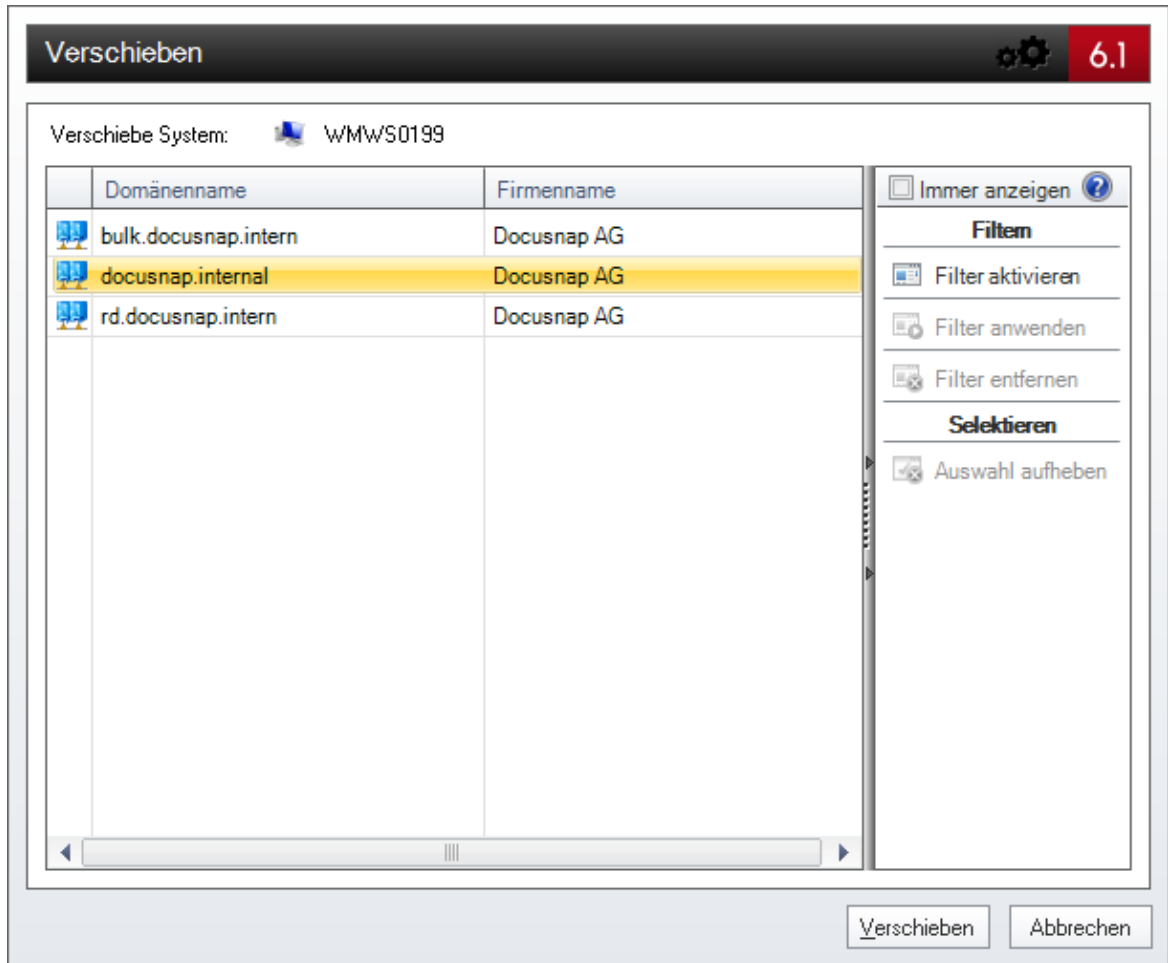 Verschieben
6.1
Verschiebe System: WMWS0199
Domänenname Firmenname
bulk.docusnap.intern Docusnap AG
docusnap.internal Docusnap AG
rd.docusnap.intern Docusnap AG
Immer anzeigen
Filtern
Filter aktivieren
Filter anwenden
Filter entfernen
Selektieren
Auswahl aufheben
Verschieben Abbrechen